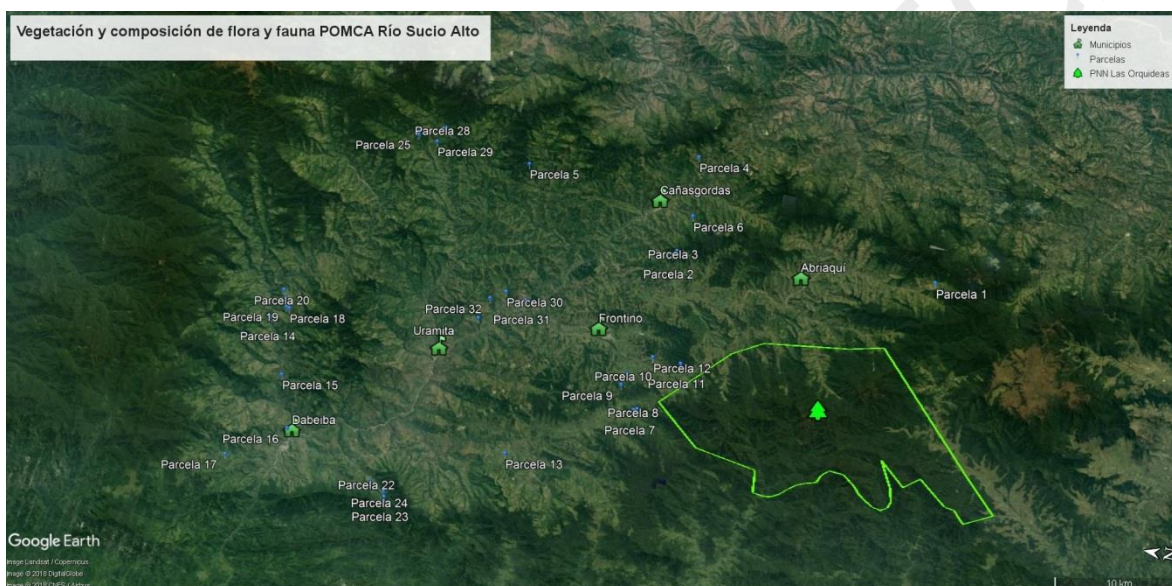 Vegetación y composición de flora y fauna POMCA Río Sucio Alto
Leyenda
Municipios
Parcelas
PNN Las Orquideas
Parcela 28
Parcela 25
Parcela 29
Parcela 5
Parcela 4
Cañasgordas
Parcela 6
Parcela 3
Parcela 2
Abriaquí
Parcela 1
Parcela 20
Parcela 19
Parcela 18
Parcela 14
Parcela 32
Parcela 30
Parcela 31
Uramita
Frontino
Parcela 12
Parcela 10
Parcela 11
Parcela 9
Parcela 15
Parcela 8
Parcela 7
Dabeiba
Parcela 16
Parcela 17
Parcela 13
Parcela 22
Parcela 24
Parcela 23
Google Earth
Image Landsat / Copernicus
Image © 2018 DigitalGlobe
Image © 2018 CNES / Airbus
10 km